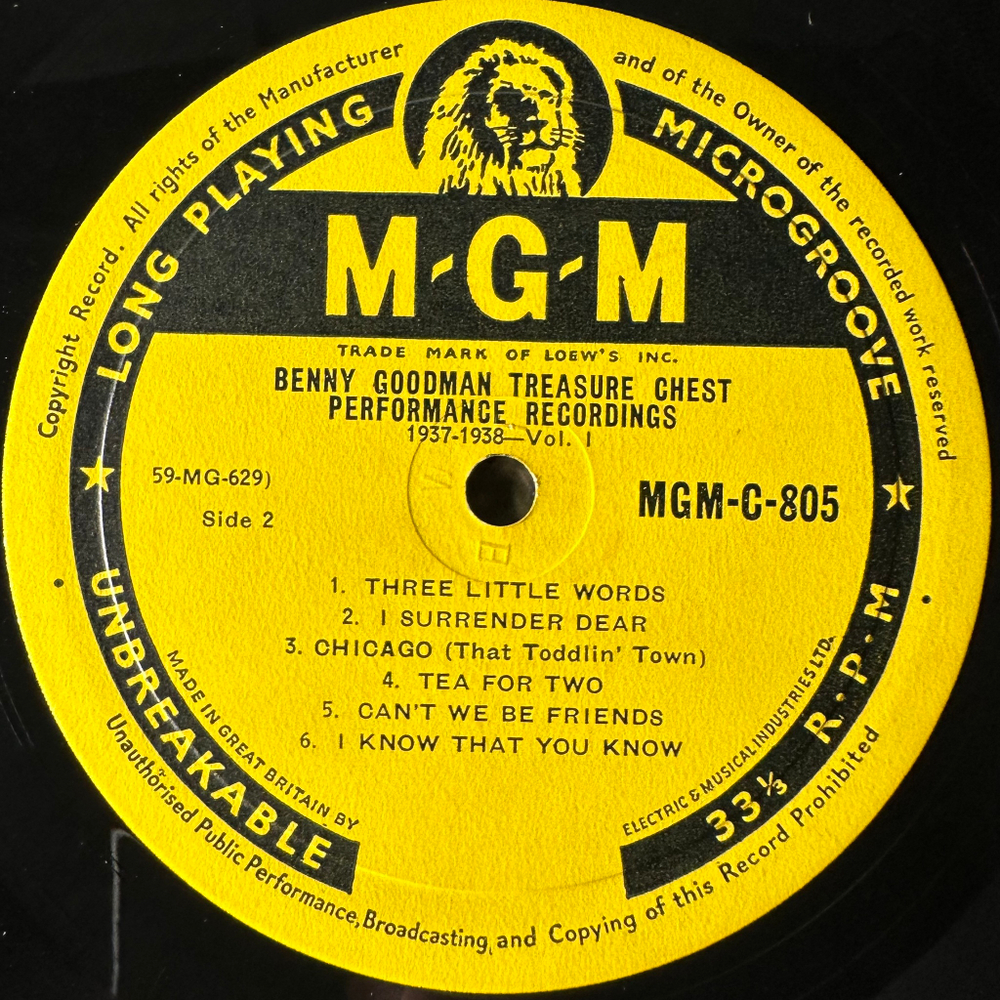 Copyright Record. All rights of the Manufacturer and of the Owner of the recorded work reserved
LONG PLAYING
MICROGROOVE
M-G-M
TRADE MARK OF LOEW'S INC.
BENNY GOODMAN TREASURE CHEST
PERFORMANCE RECORDINGS
1937-1938—Vol. I
59-MG-629)
Side 2
MGM-C-805
1. THREE LITTLE WORDS
2. I SURRENDER DEAR
3. CHICAGO (That Toddlin' Town)
4. TEA FOR TWO
5. CAN'T WE BE FRIENDS
6. I KNOW THAT YOU KNOW
UNBREAKABLE
33⅓ R·P·M
MADE IN GREAT BRITAIN BY
ELECTRIC & MUSICAL INDUSTRIES LTD.
Unauthorised Public Performance, Broadcasting, and Copying of this Record Prohibited